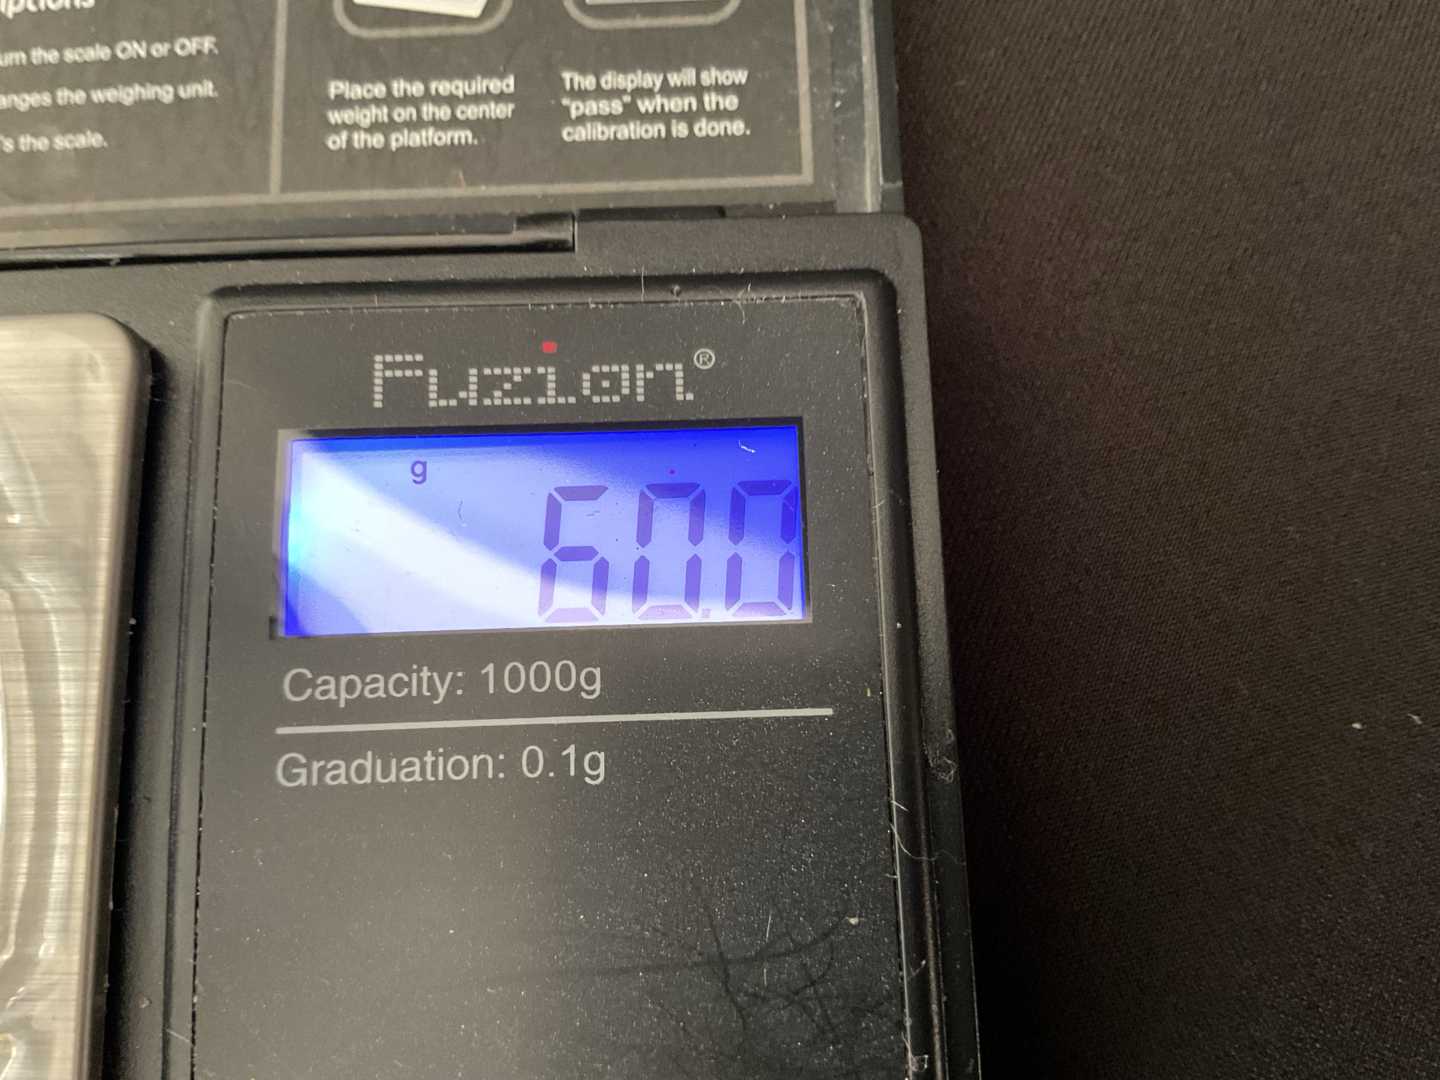 urn the scale ON or OFF.
anges the weighing unit.
's the scale.
Place the required
weight on the center
of the platform.
The display will show
"pass" when the
calibration is done.
Fuzion®
g
60.0
Capacity: 1000g
Graduation: 0.1g